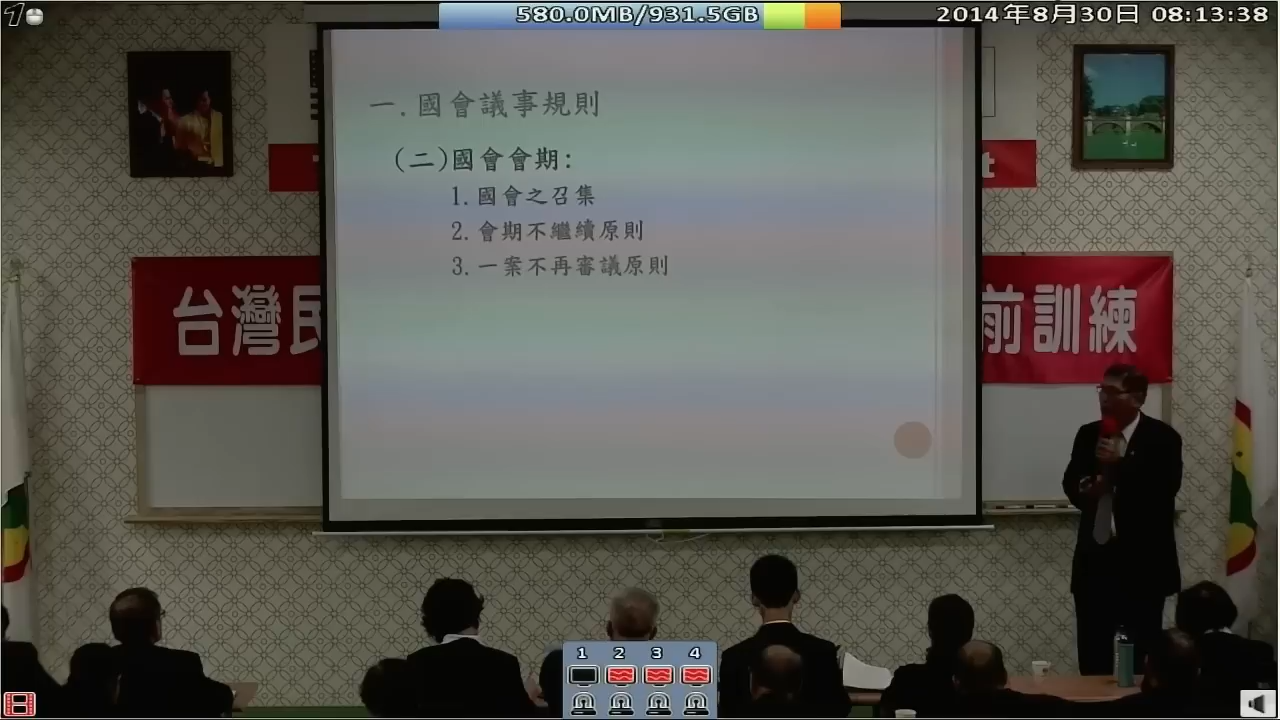 1
580.0MB/931.5GB
2014年8月30日 08:13:38
一.國會議事規則
(二)國會會期:
1.國會之召集
2.會期不繼續原則
3.一案不再審議原則
t
台灣民
前訓練
1 2 3 4